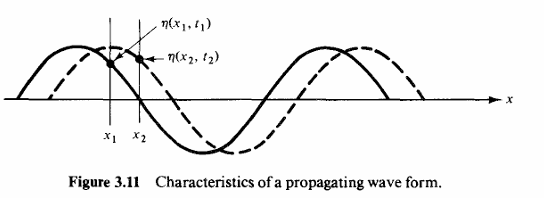 η(x₁, t₁)
η(x₂, t₂)
x
x₁ x₂
Figure 3.11 Characteristics of a propagating wave form.